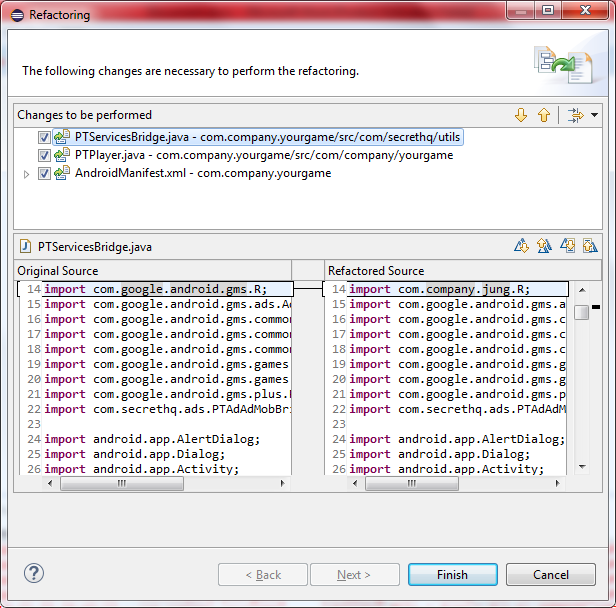 Refactoring
The following changes are necessary to perform the refactoring.
Changes to be performed
PTServicesBridge.java - com.company.yourgame/src/com/secrethq/utils
PTPlayer.java - com.company.yourgame/src/com/company/yourgame
AndroidManifest.xml - com.company.yourgame
PTServicesBridge.java
Original Source
14 import com.google.android.gms.R;
15 import com.google.android.gms.ads.Ad
16 import com.google.android.gms.common
17 import com.google.android.gms.common
18 import com.google.android.gms.common
19 import com.google.android.gms.games
20 import com.google.android.gms.games
21 import com.google.android.gms.plus.
22 import com.secrethq.ads.PTAdAdMobBri
23
24 import android.app.AlertDialog;
25 import android.app.Dialog;
26 import android.app.Activity;
Refactored Source
14 import com.company.jung.R;
15 import com.google.android.gms.a
16 import com.google.android.gms.c
17 import com.google.android.gms.c
18 import com.google.android.gms.c
19 import com.google.android.gms.g
20 import com.google.android.gms.g
21 import com.google.android.gms.p
22 import com.secrethq.ads.PTAdAdM
23
24 import android.app.AlertDialog;
25 import android.app.Dialog;
26 import android.app.Activity;
?
< Back
Next >
Finish
Cancel